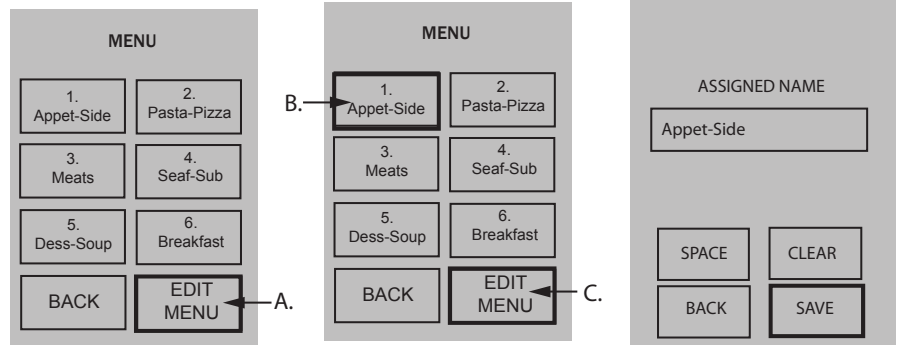 MENU
1.
Appet-Side
2.
Pasta-Pizza
3.
Meats
4.
Seaf-Sub
5.
Dess-Soup
6.
Breakfast
BACK
EDIT
MENU
A.
MENU
B.
1.
Appet-Side
2.
Pasta-Pizza
3.
Meats
4.
Seaf-Sub
5.
Dess-Soup
6.
Breakfast
BACK
EDIT
MENU
C.
ASSIGNED NAME
Appet-Side
SPACE
CLEAR
BACK
SAVE